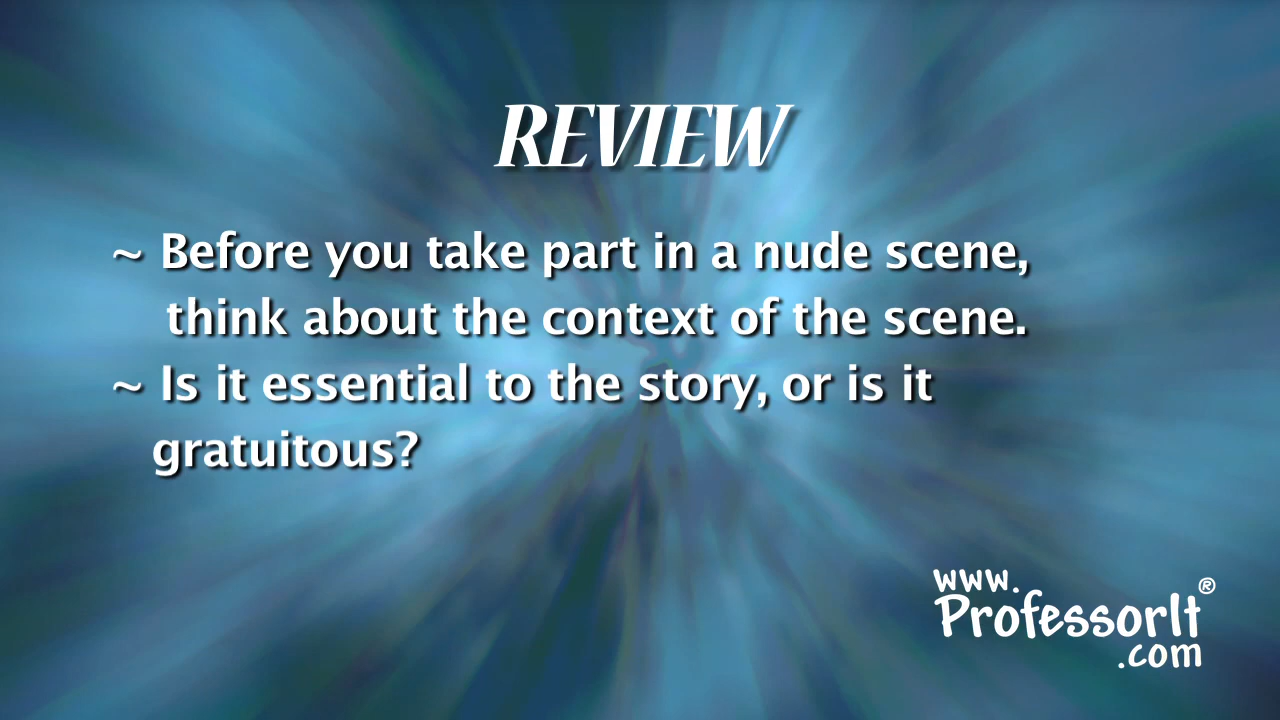 REVIEW
~ Before you take part in a nude scene,
think about the context of the scene.
~ Is it essential to the story, or is it
gratuitous?
www.
ProfessorIt®
.com